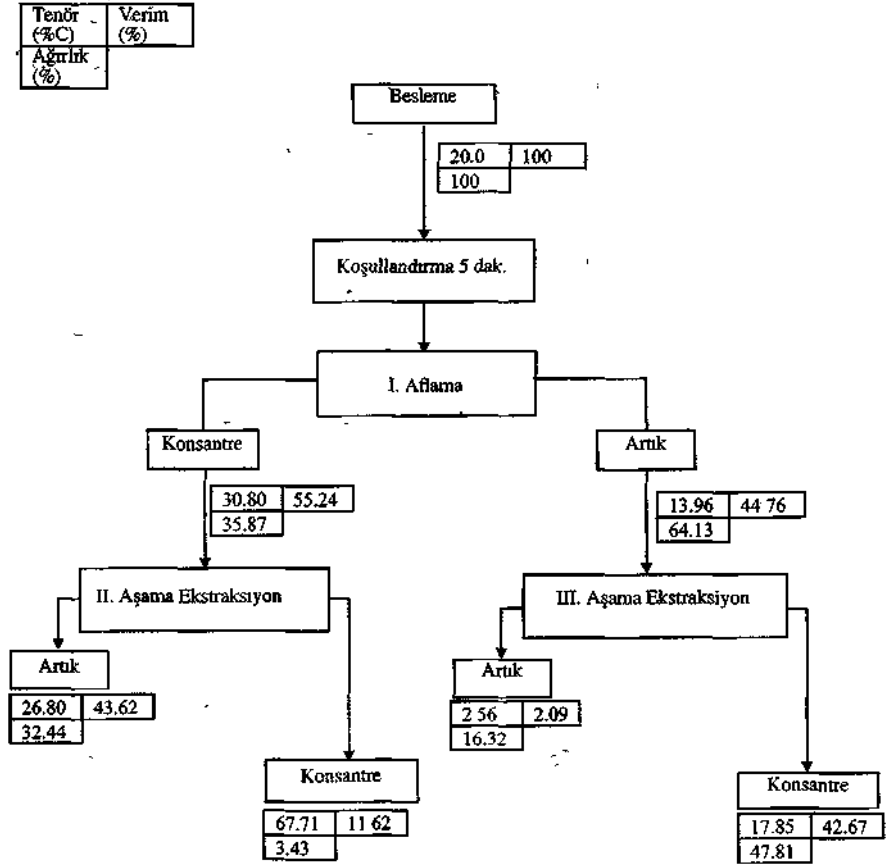 Tenör Verim
(%C) (%)
Ağırlık
(%)
Besleme
20.0 100
100
Koşullandırma 5 dak.
I. Aflama
Konsantre
Artık
30.80 55.24
35.87
13.96 44 76
64.13
II. Aşama Ekstraksıyon
III. Aşama Ekstraksiyon
Artık
26.80 43.62
32.44
Artık
2 56 2.09
16.32
Konsantre
67.71 11 62
3.43
Konsantre
17.85 42.67
47.81